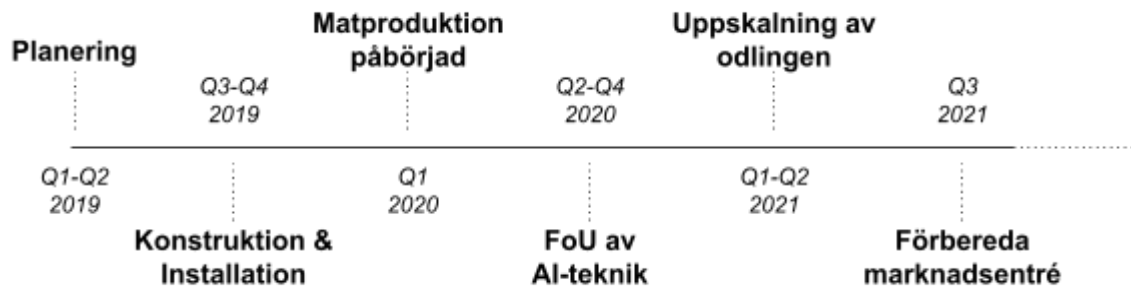 Planering
Q1-Q2
2019
Q3-Q4
2019
Konstruktion &
Installation
Matproduktion
påbörjad
Q1
2020
Q2-Q4
2020
FoU av
AI-teknik
Uppskalning av
odlingen
Q1-Q2
2021
Q3
2021
Förbereda
marknadsentré